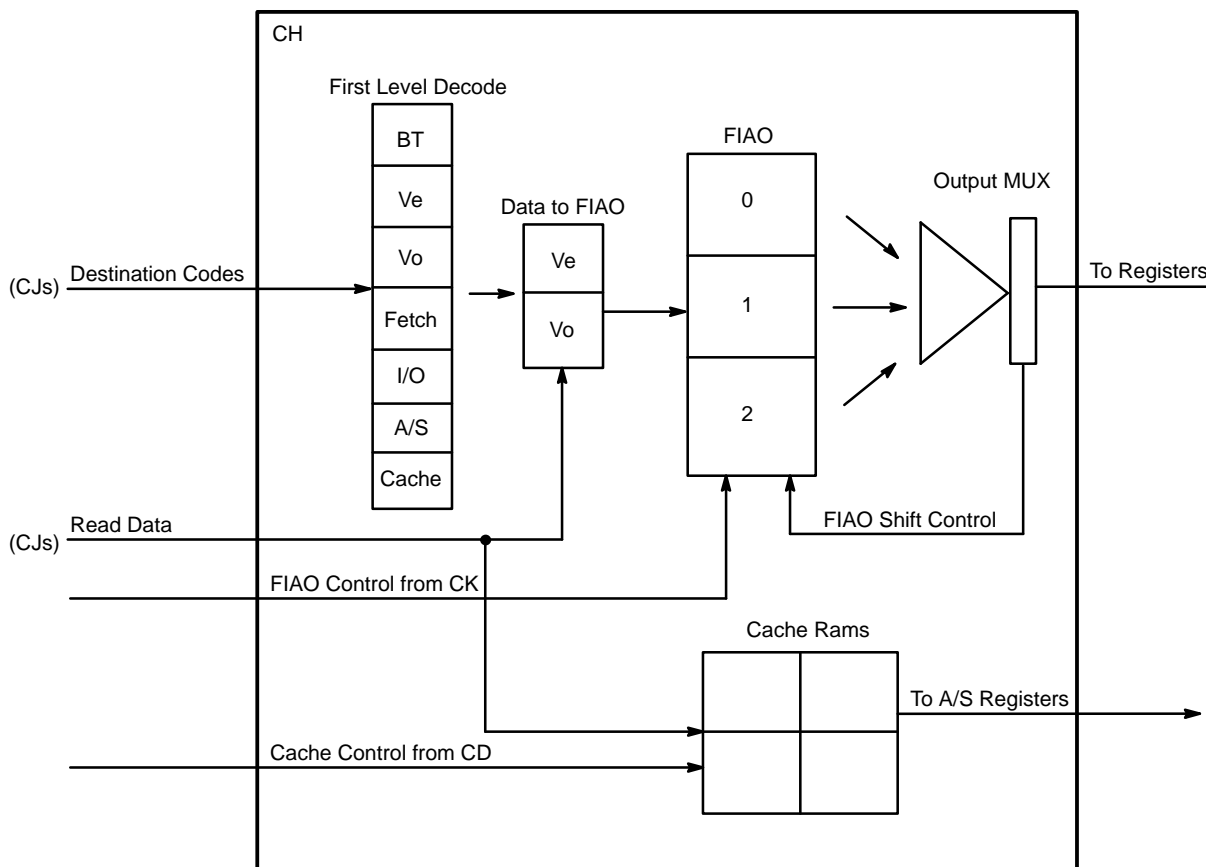 CH
First Level Decode
BT
Ve
Vo
Fetch
I/O
A/S
Cache
Data to FIAO
Ve
Vo
FIAO
0
1
2
Output MUX
(CJs)
Destination Codes
To Registers
(CJs)
Read Data
FIAO Shift Control
FIAO Control from CK
Cache Rams
To A/S Registers
Cache Control from CD